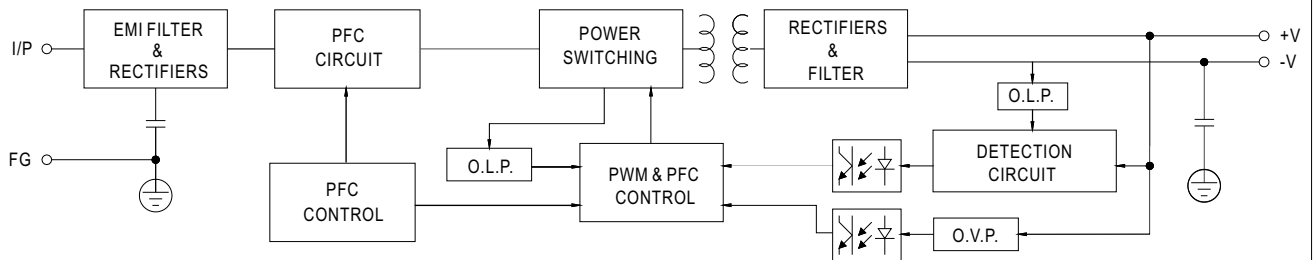 I/P
EMI FILTER
&
RECTIFIERS
PFC
CIRCUIT
POWER
SWITCHING
RECTIFIERS
&
FILTER
+V
-V
O.L.P.
FG
O.L.P.
PFC
CONTROL
PWM & PFC
CONTROL
DETECTION
CIRCUIT
O.V.P.